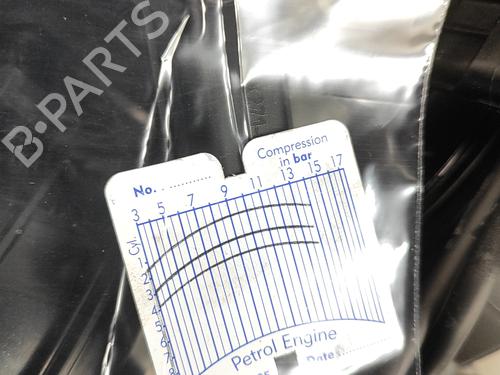 B-PARTS
No. ............
Compression
in bar
3 5 7 9 11 13 15 17
Cyl.
1
2
3
4
5
6
7
8
Petrol Engine
Date